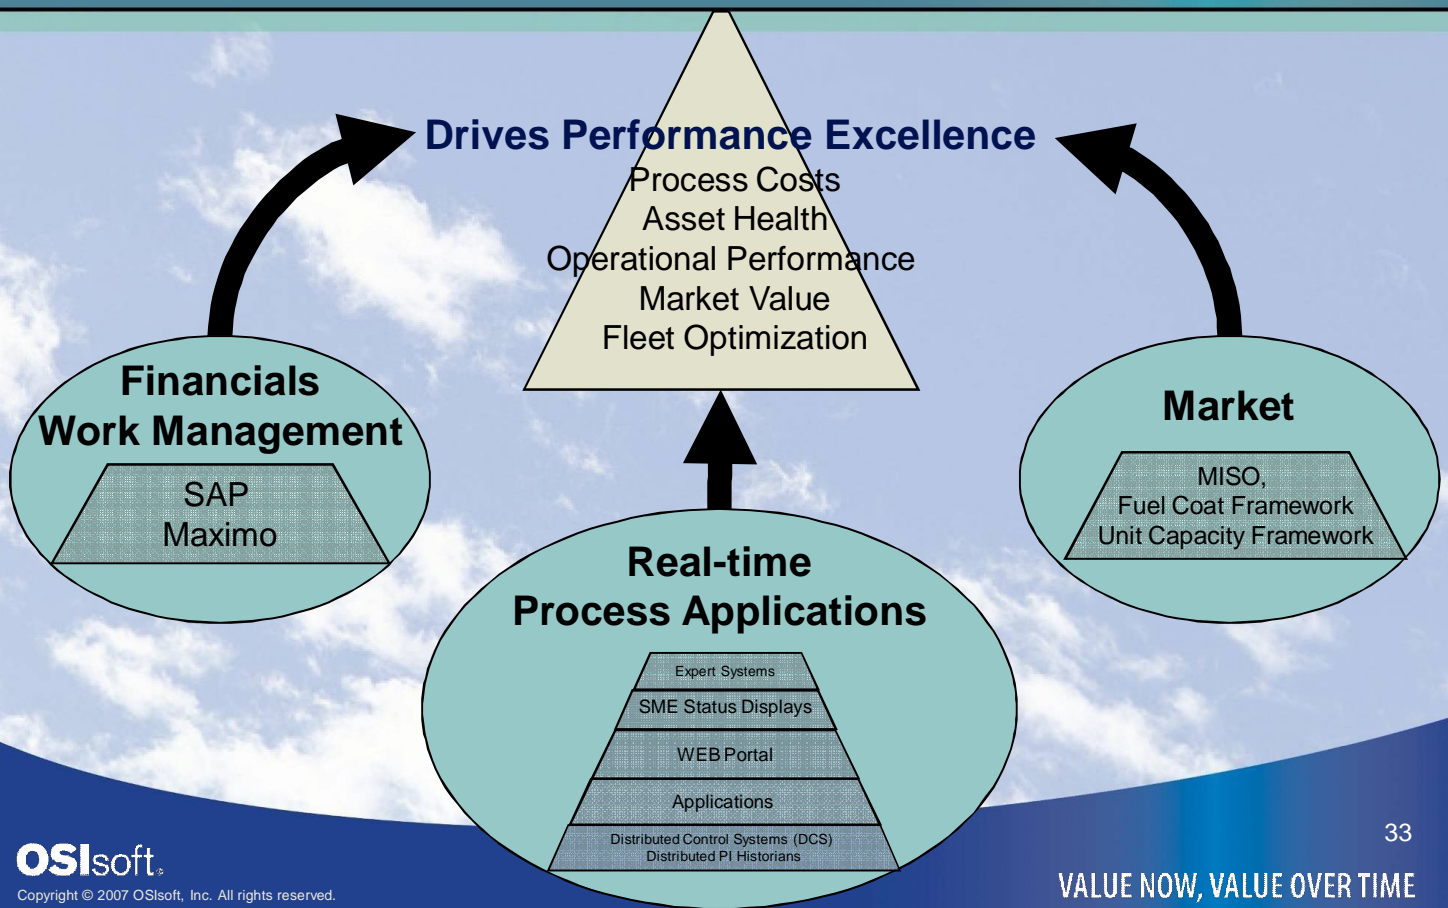 Drives Performance Excellence
Process Costs
Asset Health
Operational Performance
Market Value
Fleet Optimization
Financials
Work Management
SAP
Maximo
Market
MISO,
Fuel Coat Framework
Unit Capacity Framework
Real-time
Process Applications
Expert Systems
SME Status Displays
WEB Portal
Applications
Distributed Control Systems (DCS)
Distributed PI Historians
33
OSIsoft.
Copyright © 2007 OSIsoft, Inc. All rights reserved.
VALUE NOW, VALUE OVER TIME